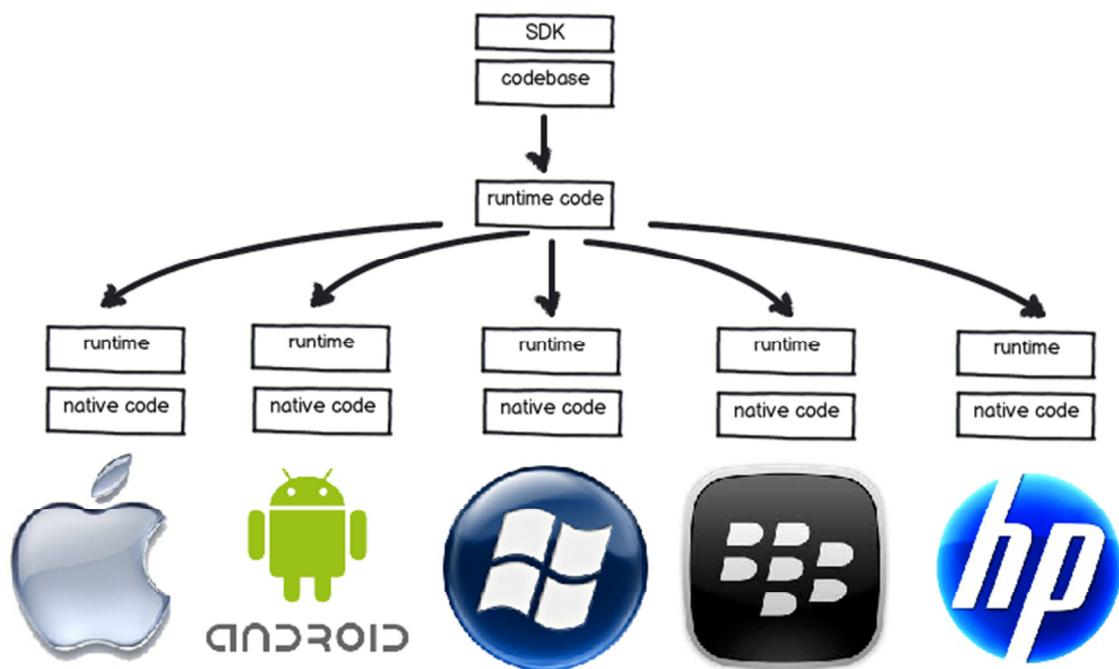 SDK
codebase
runtime code
runtime
runtime
runtime
runtime
runtime
native code
native code
native code
native code
native code
ANDROID
hp